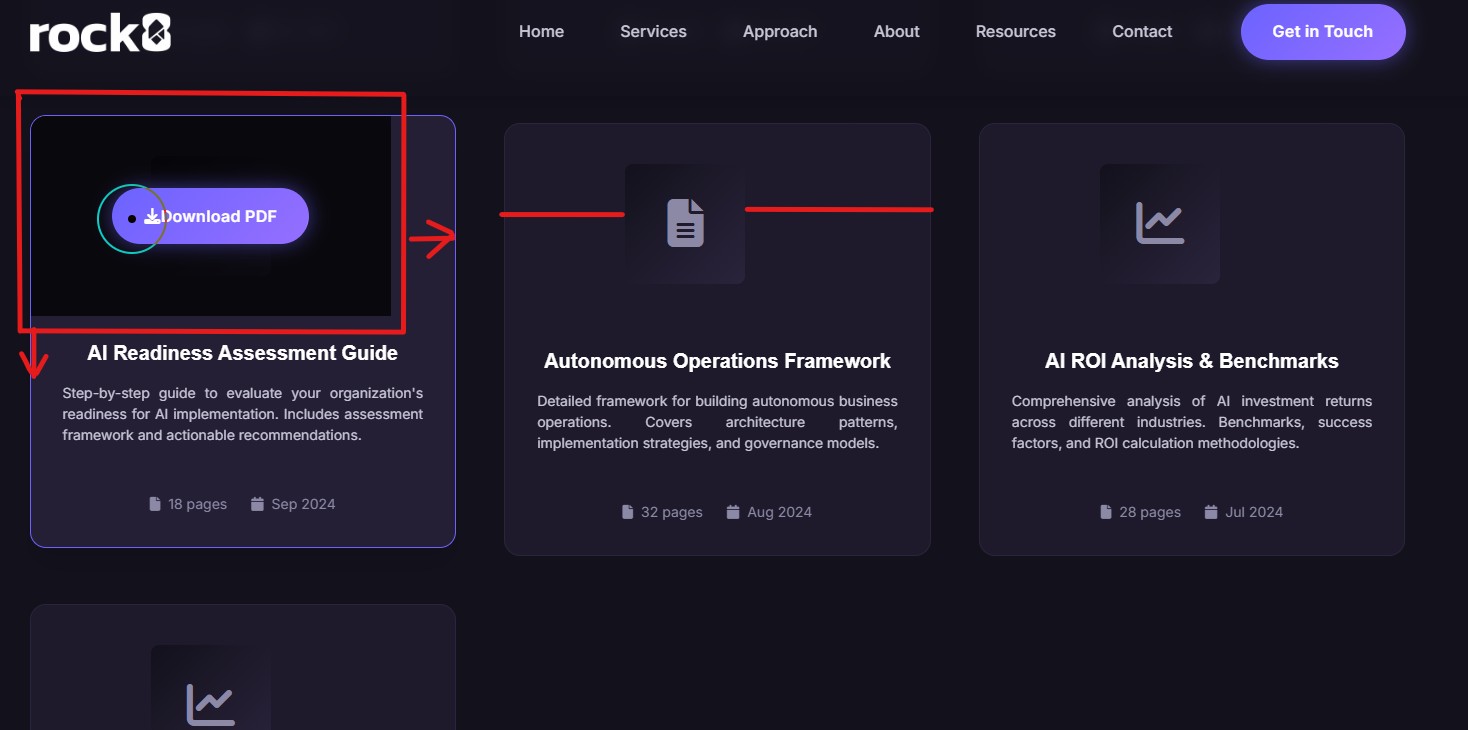 rock8
Home Services Approach About Resources Contact Get in Touch
Download PDF
AI Readiness Assessment Guide
Step-by-step guide to evaluate your organization's
readiness for AI implementation. Includes assessment
framework and actionable recommendations.
18 pages Sep 2024
Autonomous Operations Framework
Detailed framework for building autonomous business
operations. Covers architecture patterns,
implementation strategies, and governance models.
32 pages Aug 2024
AI ROI Analysis & Benchmarks
Comprehensive analysis of AI investment returns
across different industries. Benchmarks, success
factors, and ROI calculation methodologies.
28 pages Jul 2024